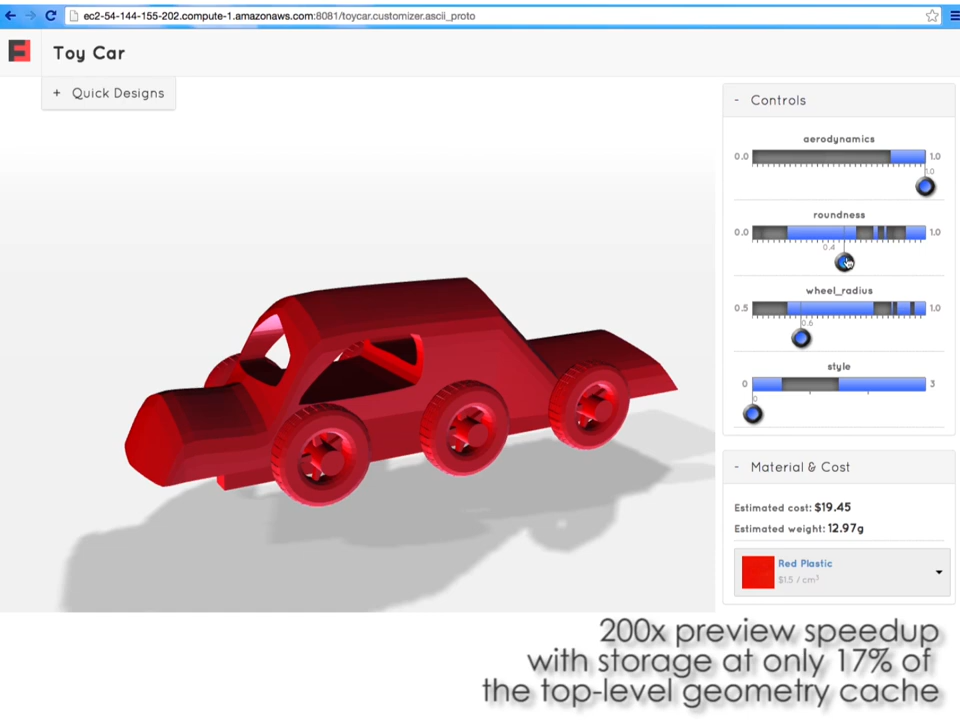 ec2-54-144-155-202.compute-1.amazonaws.com:8081/toycar.customizer.ascii_proto
Toy Car
+ Quick Designs
- Controls
aerodynamics
0.0 1.0
1.0
roundness
0.0 1.0
0.4
wheel_radius
0.5 1.0
0.6
style
0 3
0
- Material & Cost
Estimated cost: $19.45
Estimated weight: 12.97g
Red Plastic
$1.5 / cm³
200x preview speedup
with storage at only 17% of
the top-level geometry cache